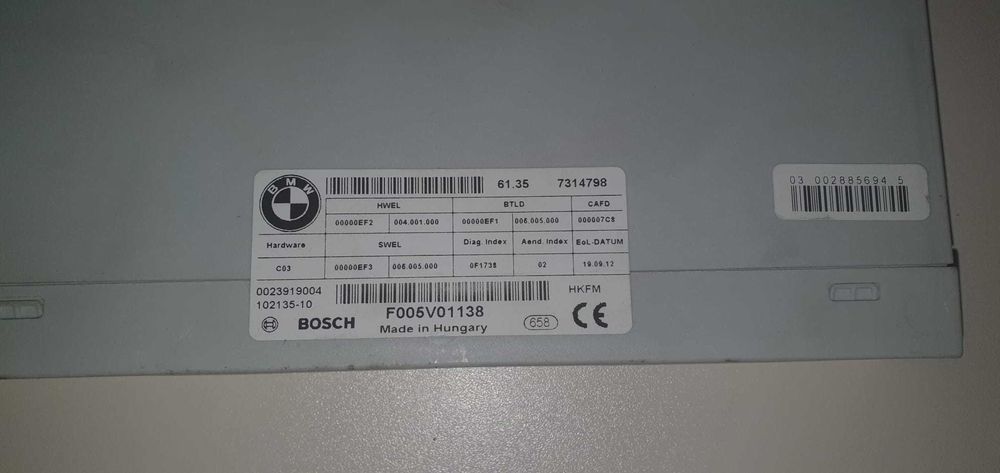 BMW
61.35 7314798
HWEL BTLD CAFD
00000EF2 004.001.000 00000EF1 006.005.000 000007C8
Hardware SWEL Diag. Index Aend. Index EoL-DATUM
C03 00000EF3 006.005.000 0F1738 02 19.09.12
0023919004 HKFM
102135-10
F005V01138
BOSCH Made in Hungary 658 CE
03 002885694 5